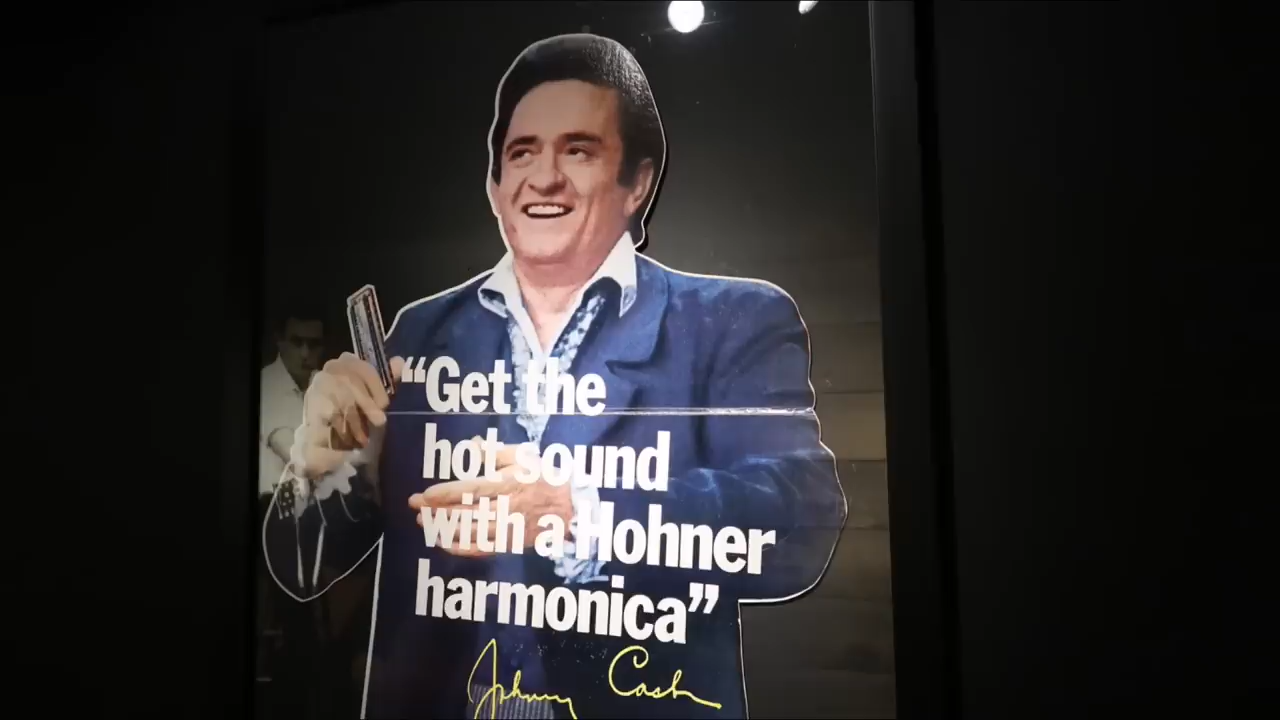 “Get the
hot sound
with a Hohner
harmonica”
Johnny Cash